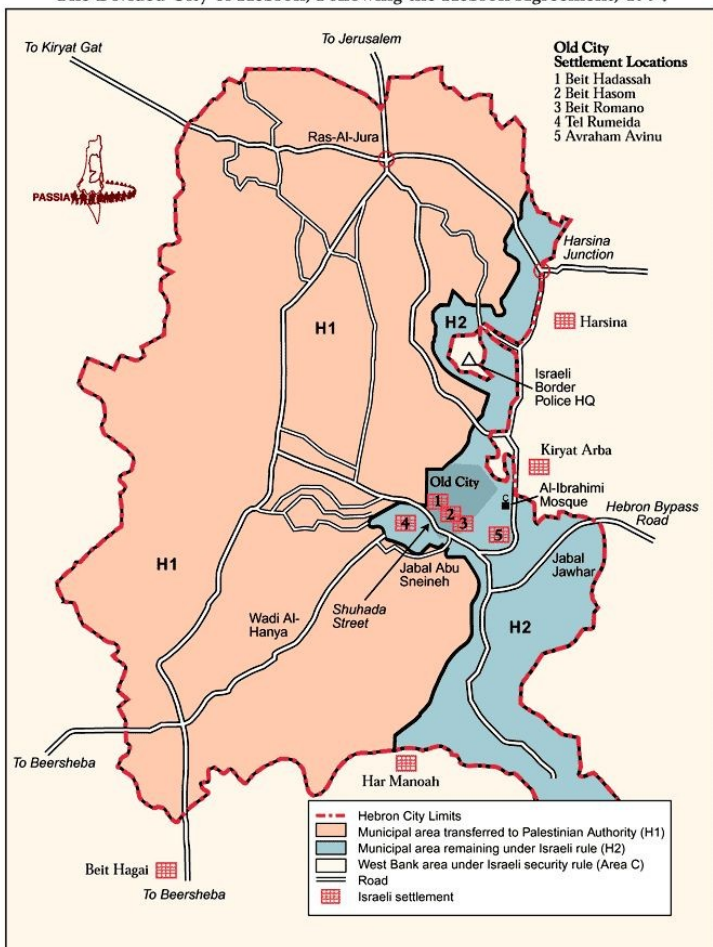 To Kiryat Gat
To Jerusalem
Old City
Settlement Locations
1 Beit Hadassah
2 Beit Hasom
3 Beit Romano
4 Tel Rumeida
5 Avraham Avinu
Ras-Al-Jura
PASSIA
Harsina
Junction
H1
H2
Harsina
Israeli
Border
Police HQ
Kiryat Arba
Old City
Al-Ibrahimi
Mosque
1
2
3
4
5
Hebron Bypass
Road
H1
Jabal Abu
Sneineh
Jabal
Jawhar
Shuhada
Street
Wadi Al-
Hanya
H2
To Beersheba
Har Manoah
Beit Hagai
To Beersheba
Hebron City Limits
Municipal area transferred to Palestinian Authority (H1)
Municipal area remaining under Israeli rule (H2)
West Bank area under Israeli security rule (Area C)
Road
Israeli settlement